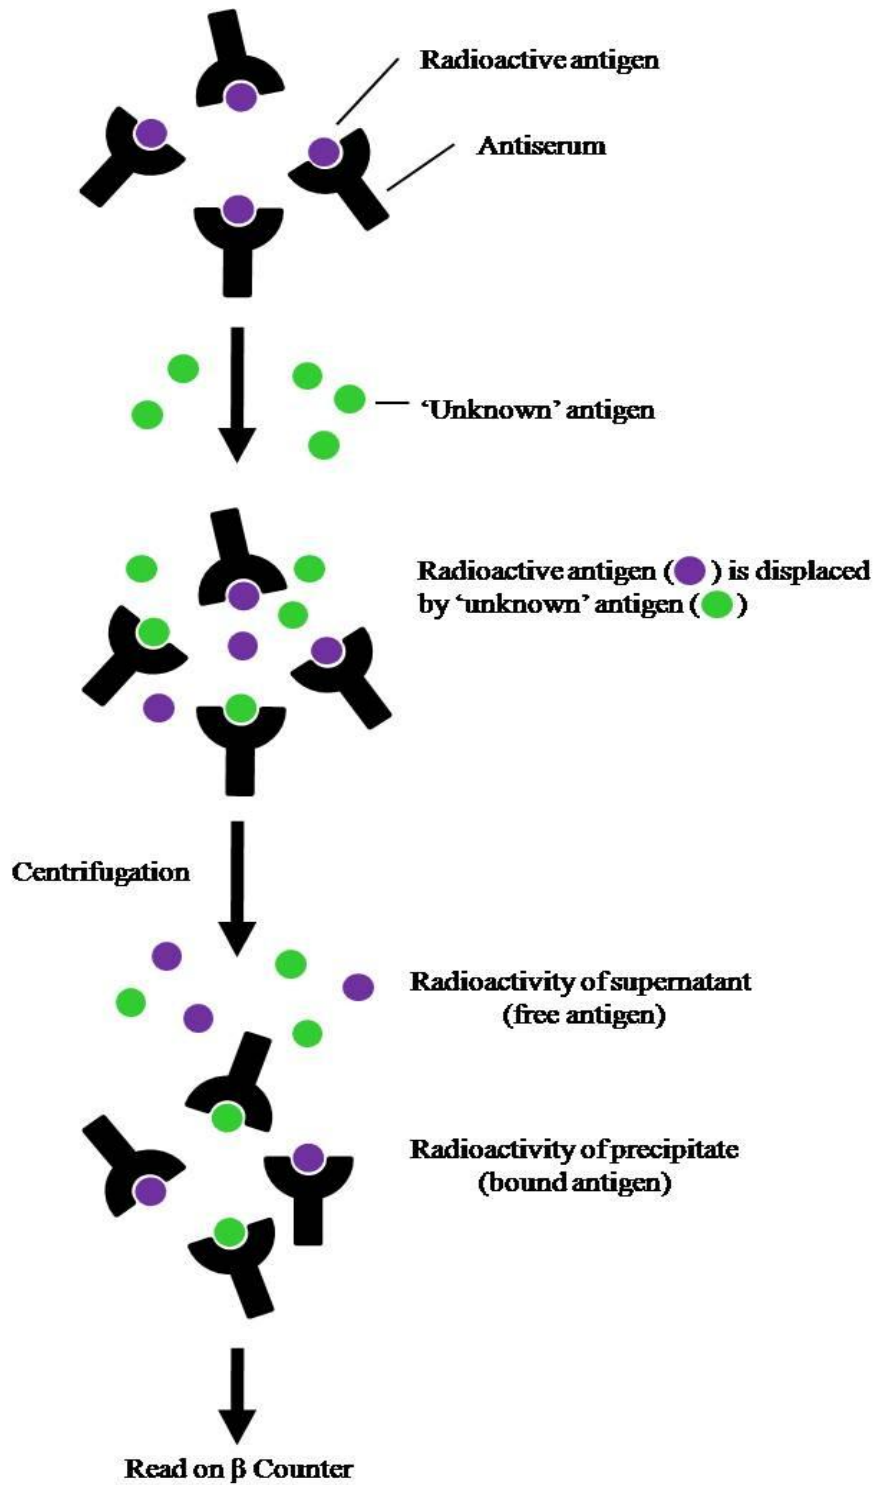 Radioactive antigen
Antiserum
‘Unknown’ antigen
Radioactive antigen ( ) is displaced
by ‘unknown’ antigen ( )
Centrifugation
Radioactivity of supernatant
(free antigen)
Radioactivity of precipitate
(bound antigen)
Read on β Counter